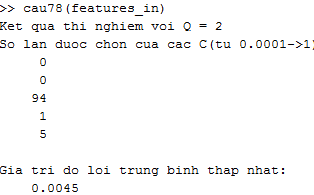 >> cau78(features_in)
Ket qua thi nghiem voi Q = 2
So lan duoc chon cua cac C(tu 0.0001->1)
0
0
94
1
5
Gia tri do loi trung binh thap nhat:
0.0045